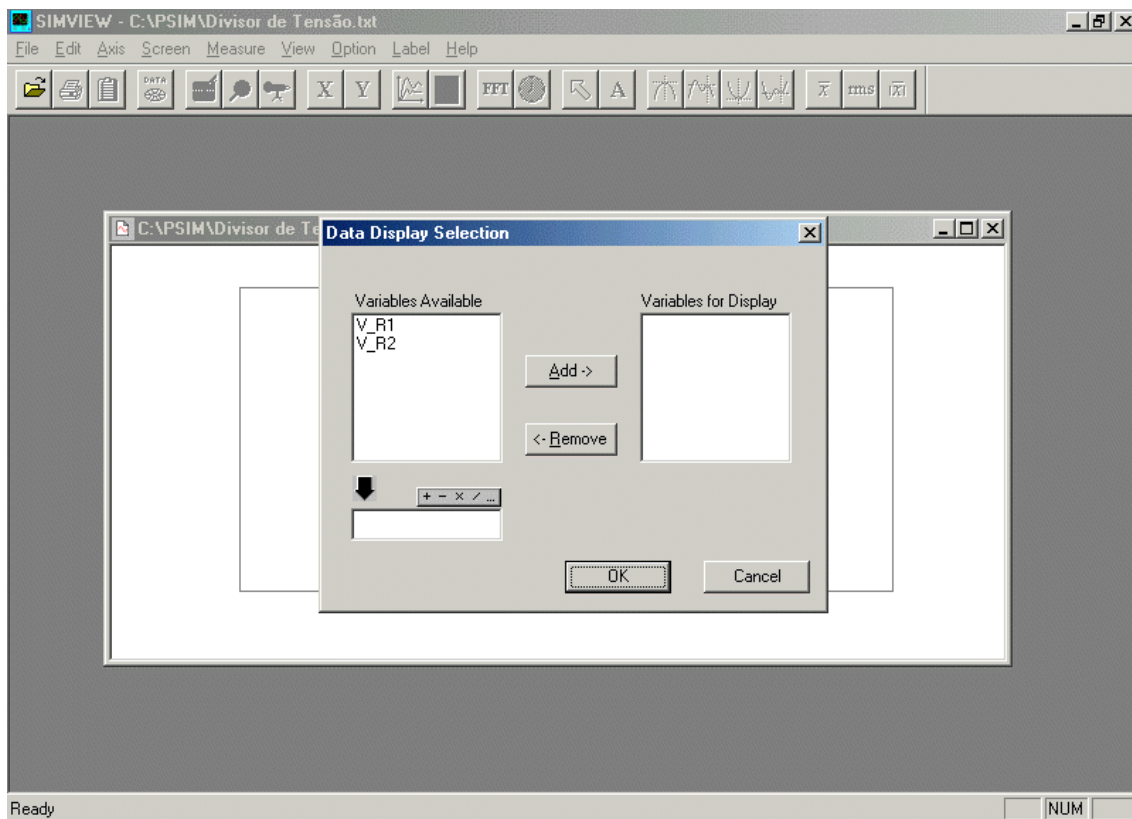 SIMVIEW - C:\PSIM\Divisor de Tensão.txt
File Edit Axis Screen Measure View Option Label Help
DATA X Y FFT A x̄ rms |x|
C:\PSIM\Divisor de Te
Data Display Selection
Variables Available
Variables for Display
V_R1
V_R2
Add ->
<- Remove
+ - × / ...
OK
Cancel
Ready
NUM